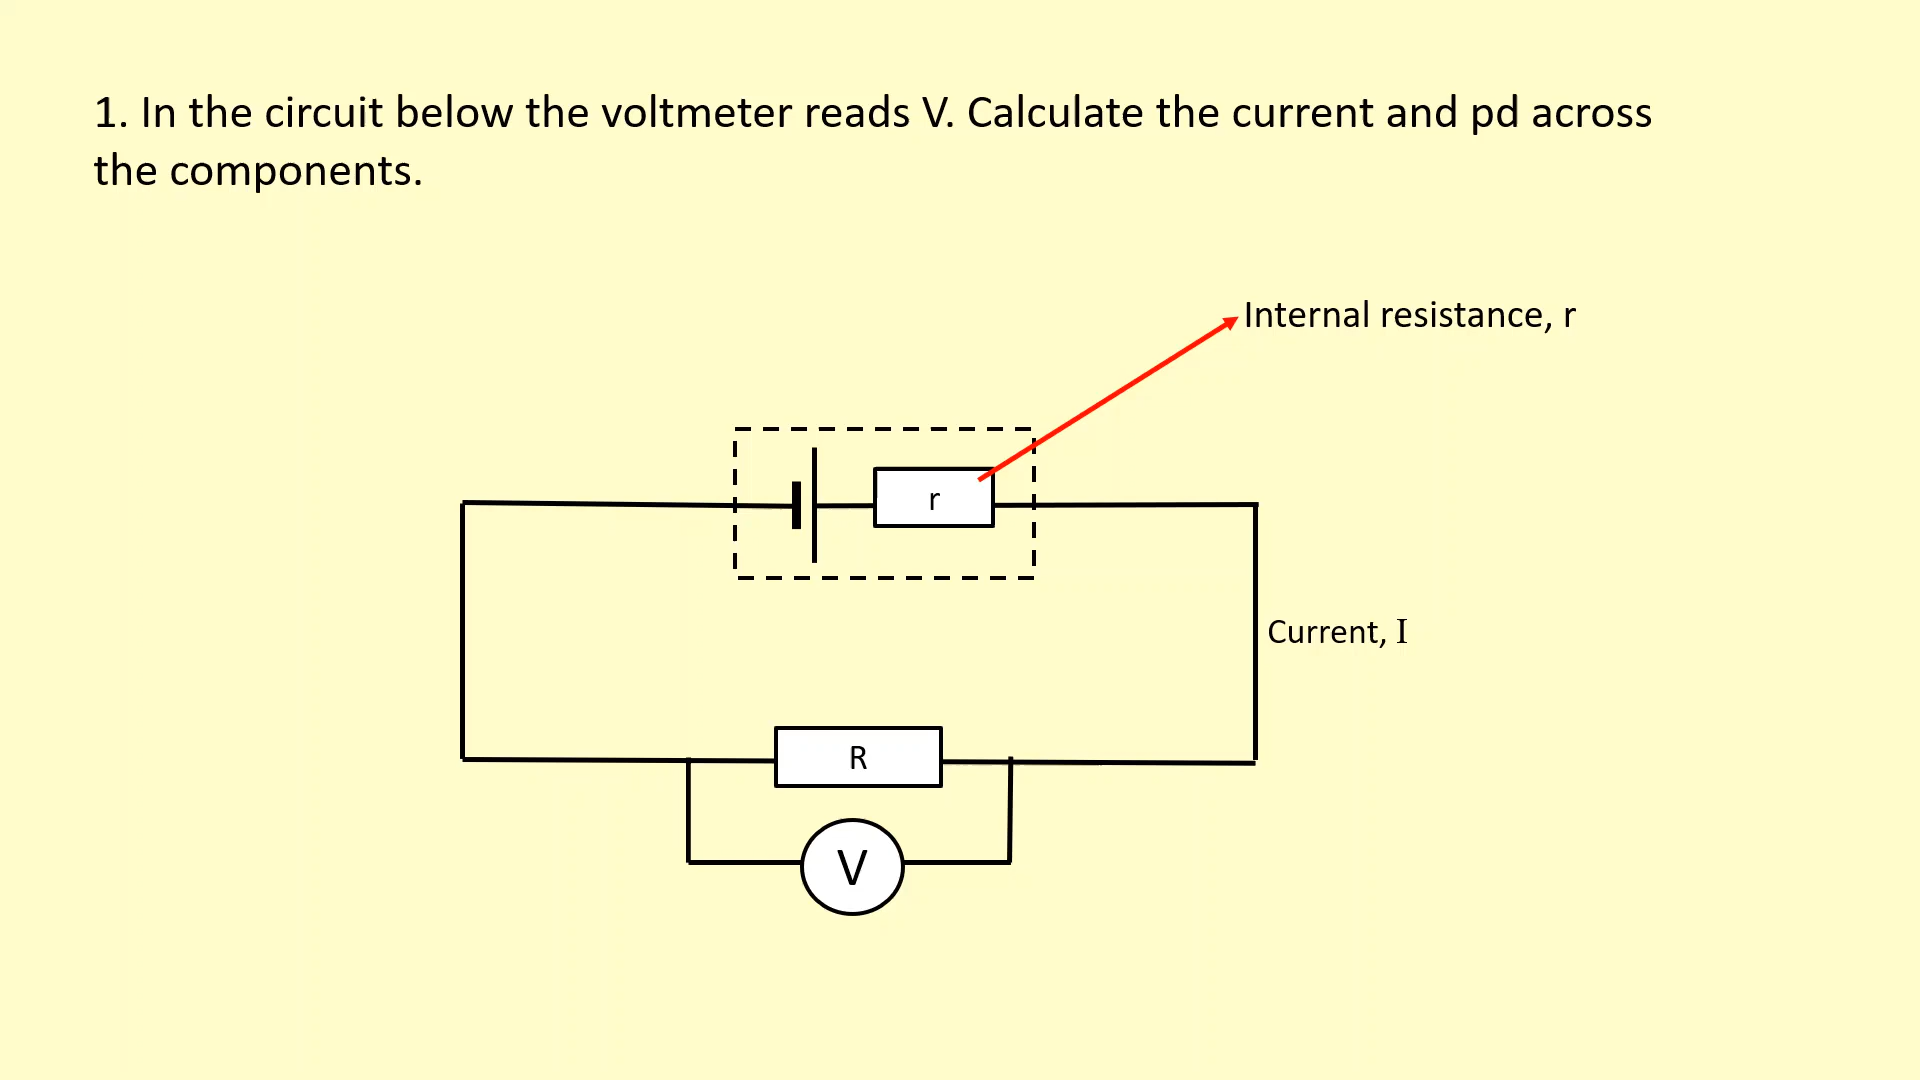 1. In the circuit below the voltmeter reads V. Calculate the current and pd across
the components.
Internal resistance, r
r
Current, I
R
V